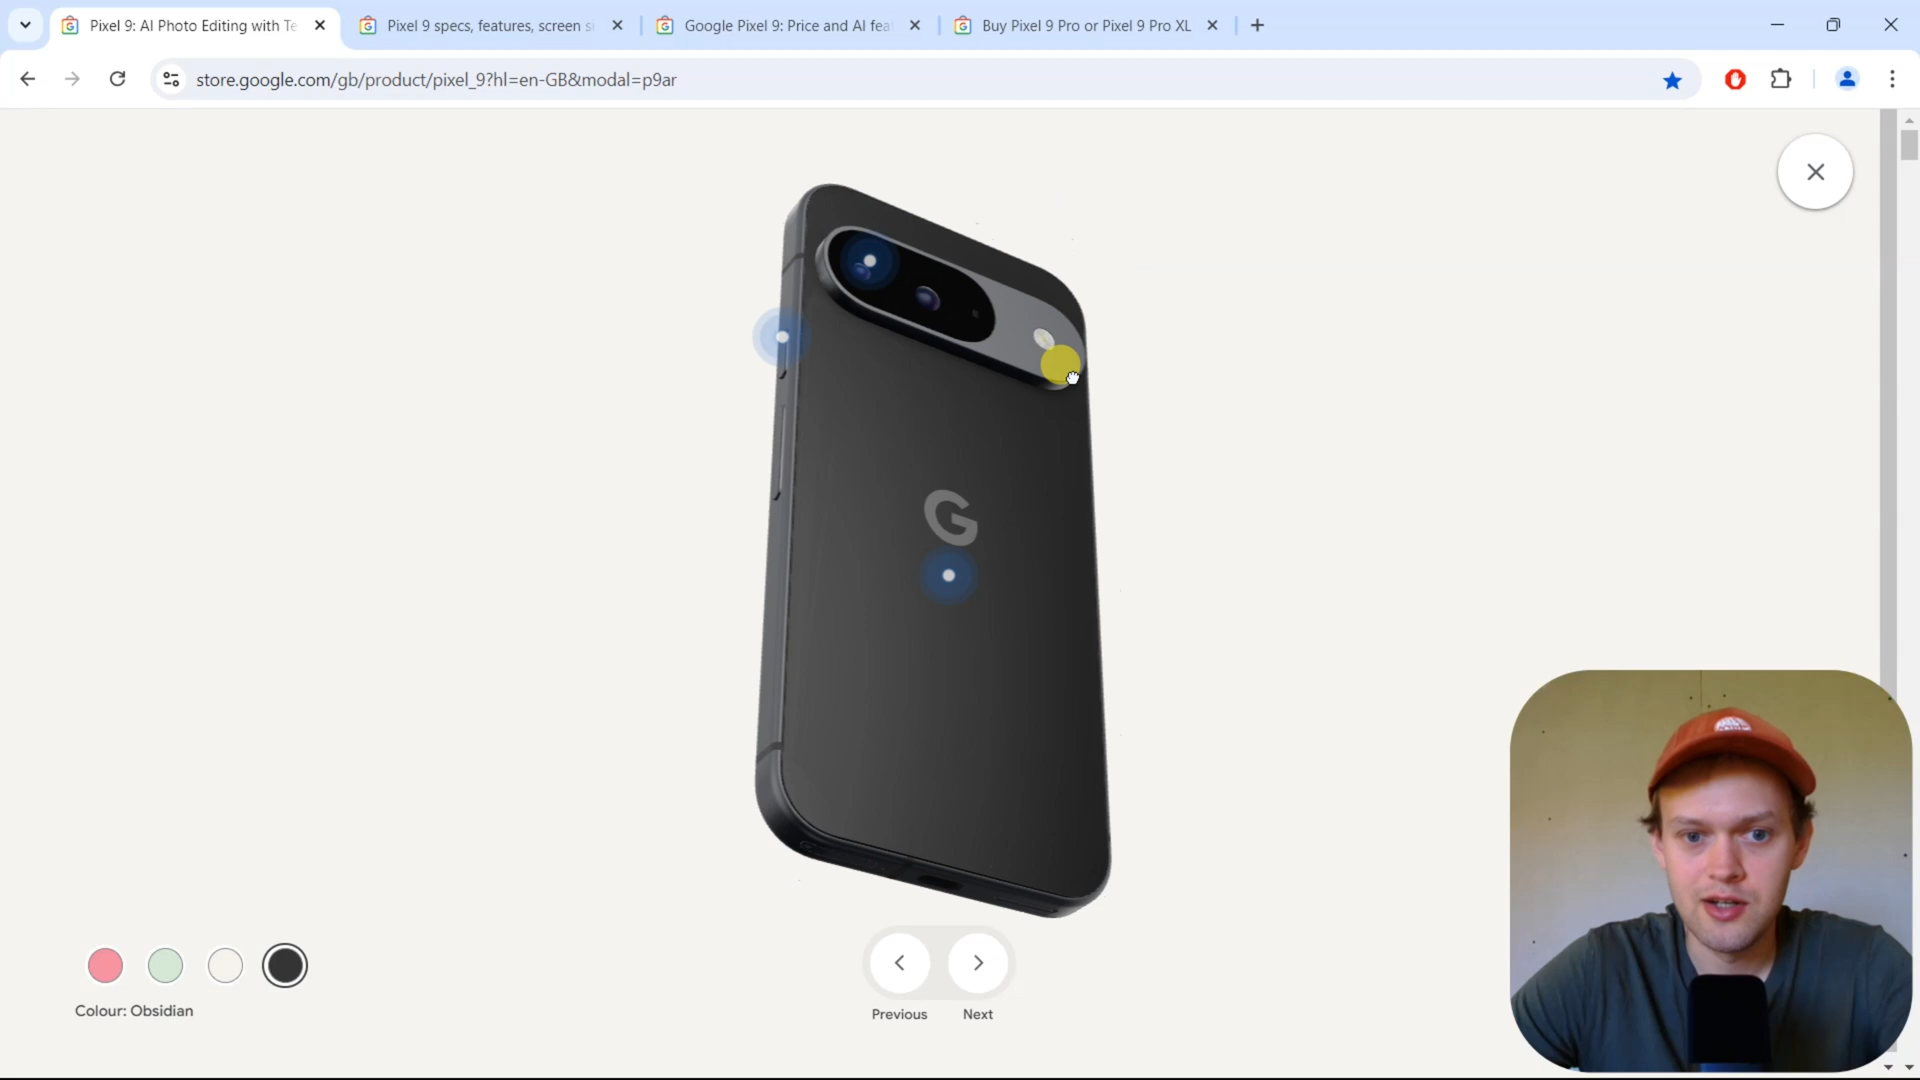 Pixel 9: AI Photo Editing with Te
Pixel 9 specs, features, screen si
Google Pixel 9: Price and AI fea
Buy Pixel 9 Pro or Pixel 9 Pro XL
store.google.com/gb/product/pixel_9?hl=en-GB&modal=p9ar
G
Colour: Obsidian
Previous
Next